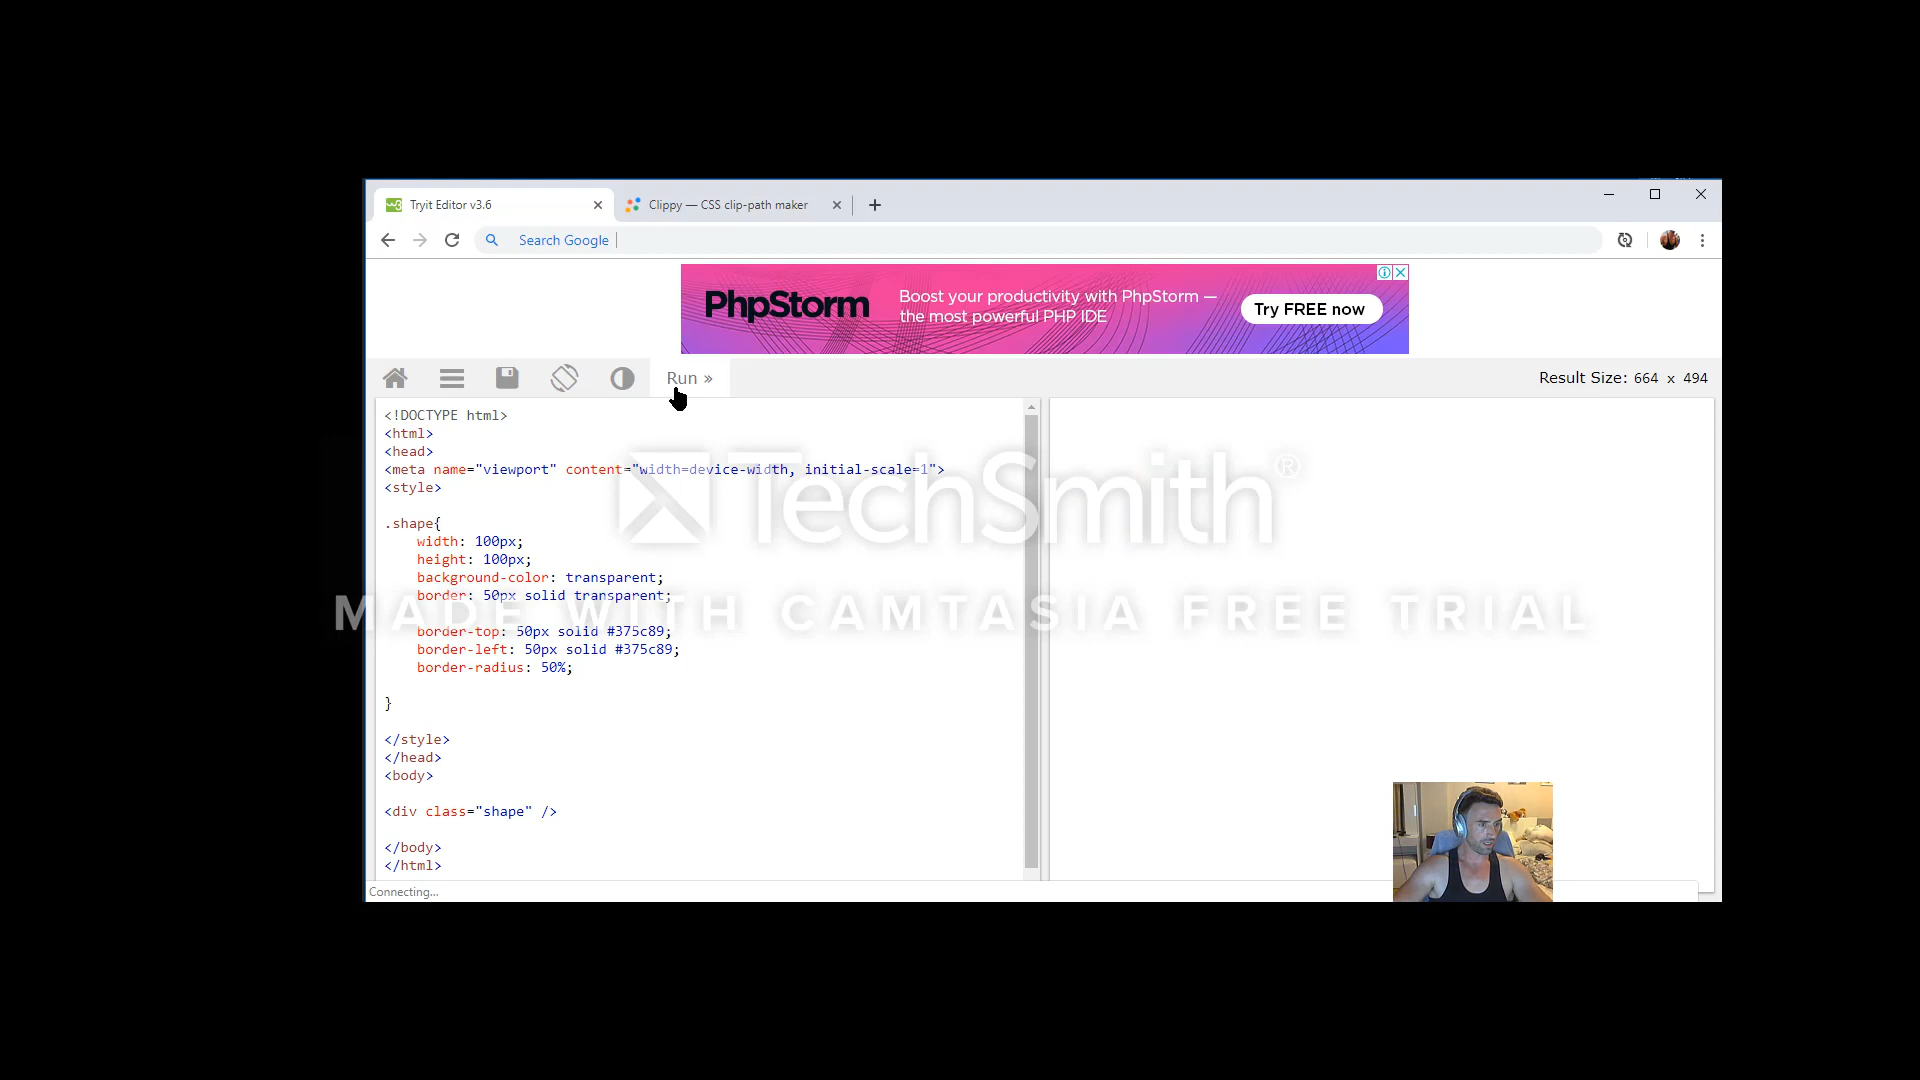 Tryit Editor v3.6
Clippy — CSS clip-path maker
Search Google
PhpStorm
Boost your productivity with PhpStorm —
the most powerful PHP IDE
Try FREE now
Run »
Result Size: 664 x 494
<!DOCTYPE html>
<html>
<head>
<meta name="viewport" content="width=device-width, initial-scale=1">
<style>
.shape{
width: 100px;
height: 100px;
background-color: transparent;
border: 50px solid transparent;
border-top: 50px solid #375c89;
border-left: 50px solid #375c89;
border-radius: 50%;
}
</style>
</head>
<body>
<div class="shape" />
</body>
</html>
Connecting...
TechSmith®
MADE WITH CAMTASIA FREE TRIAL